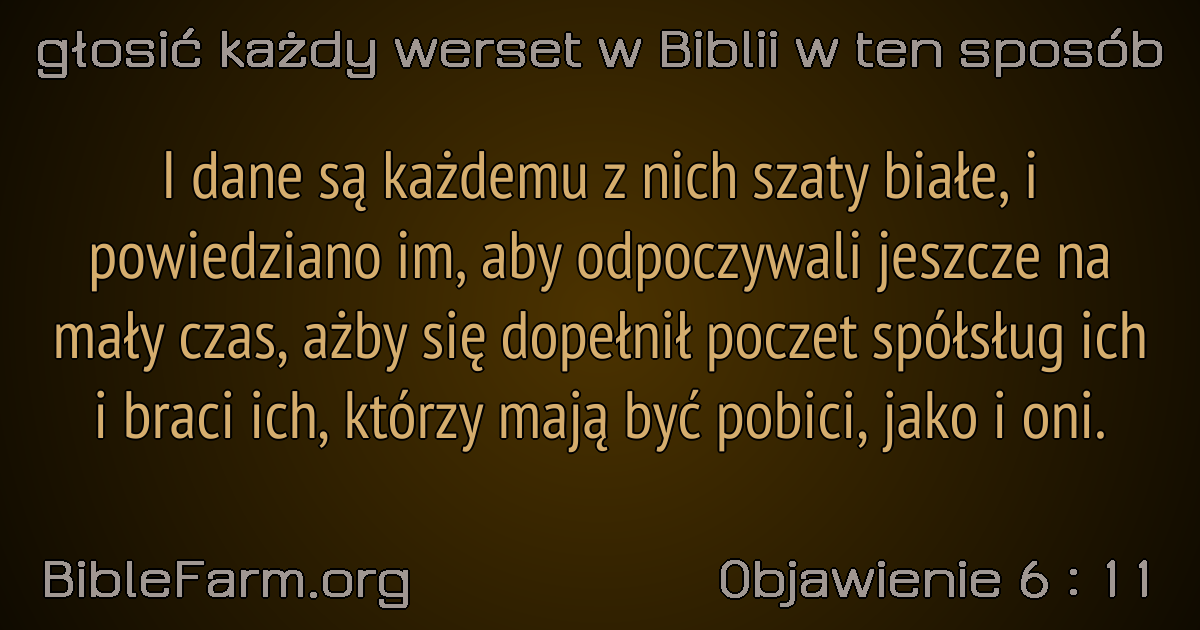 głosić każdy werset w Biblii w ten sposób
I dane są każdemu z nich szaty białe, i
powiedziano im, aby odpoczywali jeszcze na
mały czas, ażby się dopełnił poczet spółsług ich
i braci ich, którzy mają być pobici, jako i oni.
BibleFarm.org
Objawienie 6 : 11